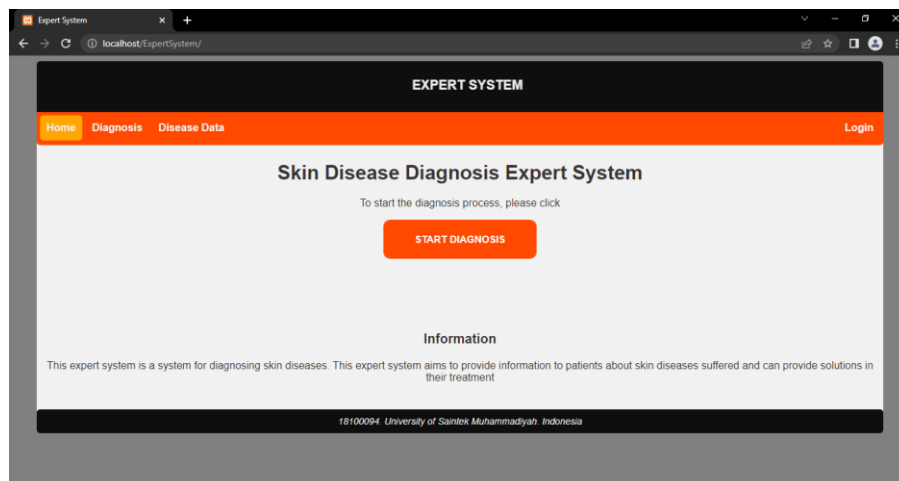 Expert System
localhost/ExpertSystem/
EXPERT SYSTEM
Home Diagnosis Disease Data Login
Skin Disease Diagnosis Expert System
To start the diagnosis process, please click
START DIAGNOSIS
Information
This expert system is a system for diagnosing skin diseases. This expert system aims to provide information to patients about skin diseases suffered and can provide solutions in
their treatment
18100094. University of Saintek Muhammadiyah. Indonesia